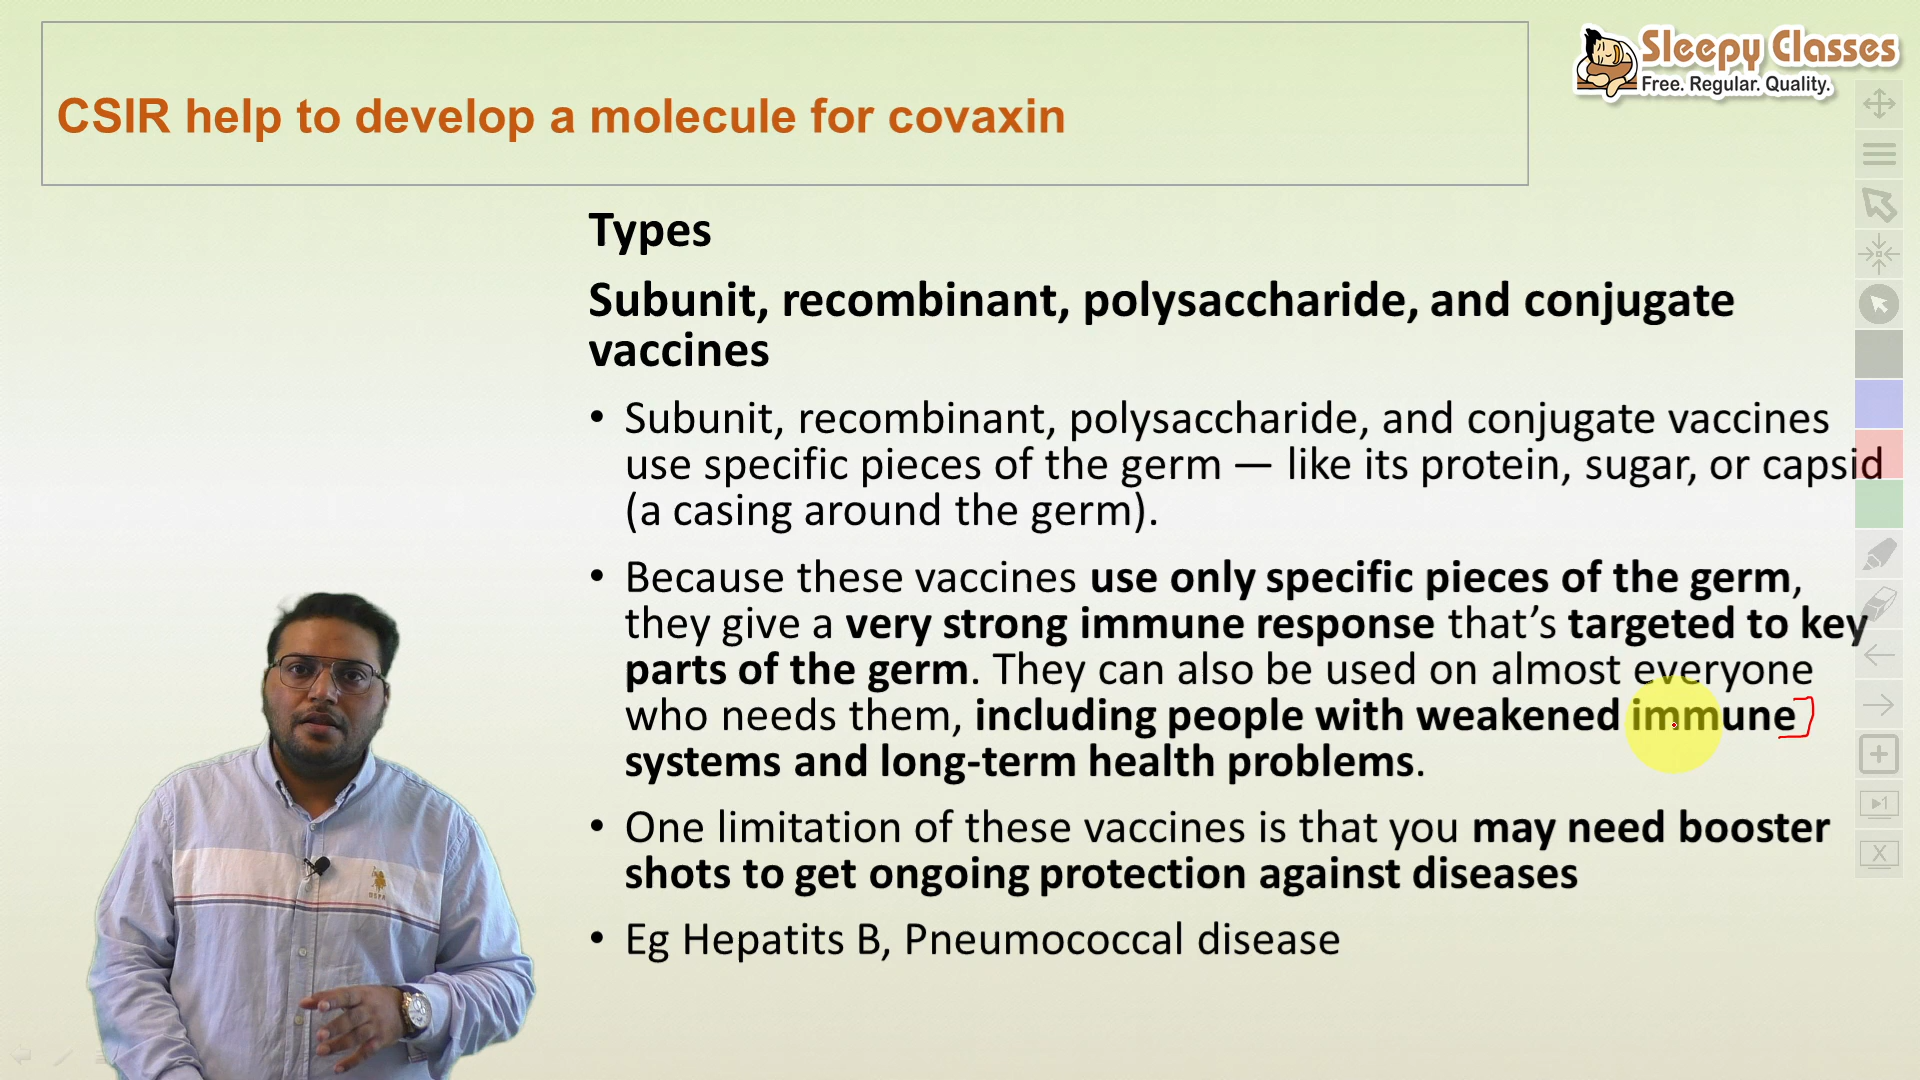 Sleepy Classes
Free. Regular. Quality.
CSIR help to develop a molecule for covaxin
Types
Subunit, recombinant, polysaccharide, and conjugate
vaccines
• Subunit, recombinant, polysaccharide, and conjugate vaccines
use specific pieces of the germ — like its protein, sugar, or capsid
(a casing around the germ).
• Because these vaccines use only specific pieces of the germ,
they give a very strong immune response that’s targeted to key
parts of the germ. They can also be used on almost everyone
who needs them, including people with weakened immune
systems and long-term health problems.
• One limitation of these vaccines is that you may need booster
shots to get ongoing protection against diseases
• Eg Hepatits B, Pneumococcal disease